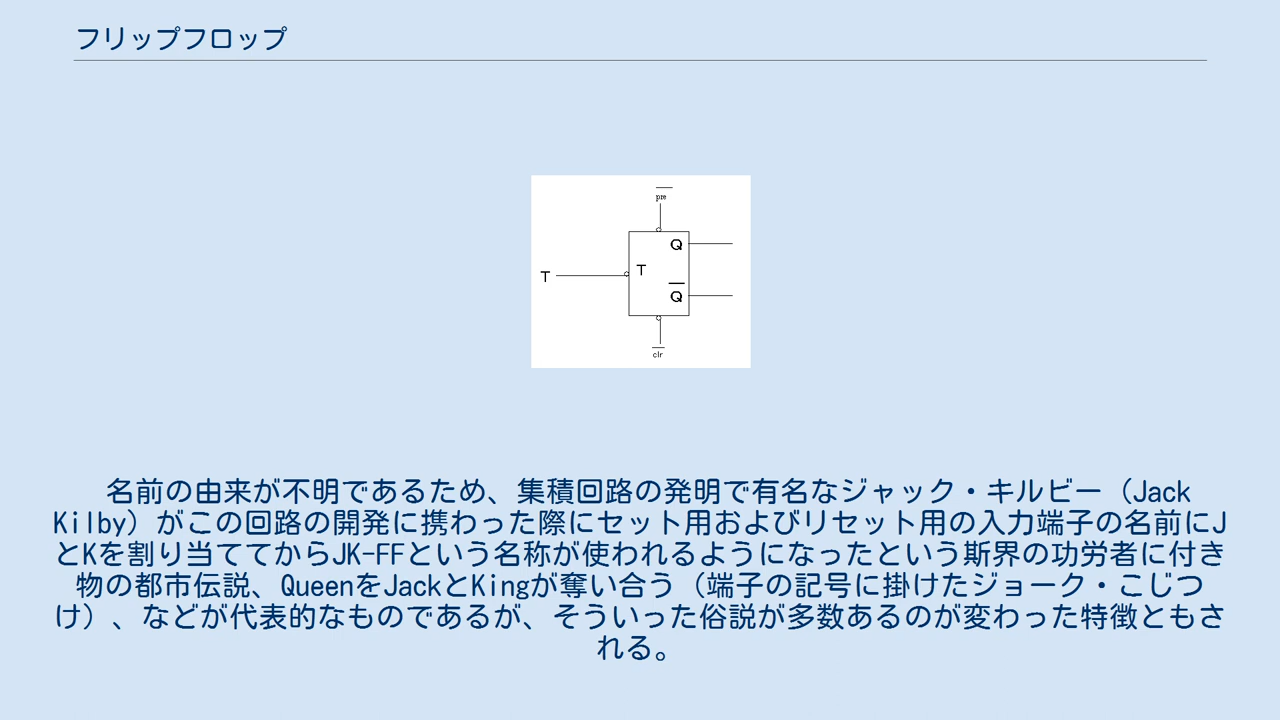 フリップフロップ
pre
Q
T
T
Q
clr
名前の由来が不明であるため、集積回路の発明で有名なジャック・キルビー（Jack
Kilby）がこの回路の開発に携わった際にセット用およびリセット用の入力端子の名前にJ
とKを割り当ててからJK-FFという名称が使われるようになったという斯界の功労者に付き
物の都市伝説、QueenをJackとKingが奪い合う（端子の記号に掛けたジョーク・こじつ
け）、などが代表的なものであるが、そういった俗説が多数あるのが変わった特徴ともさ
れる。